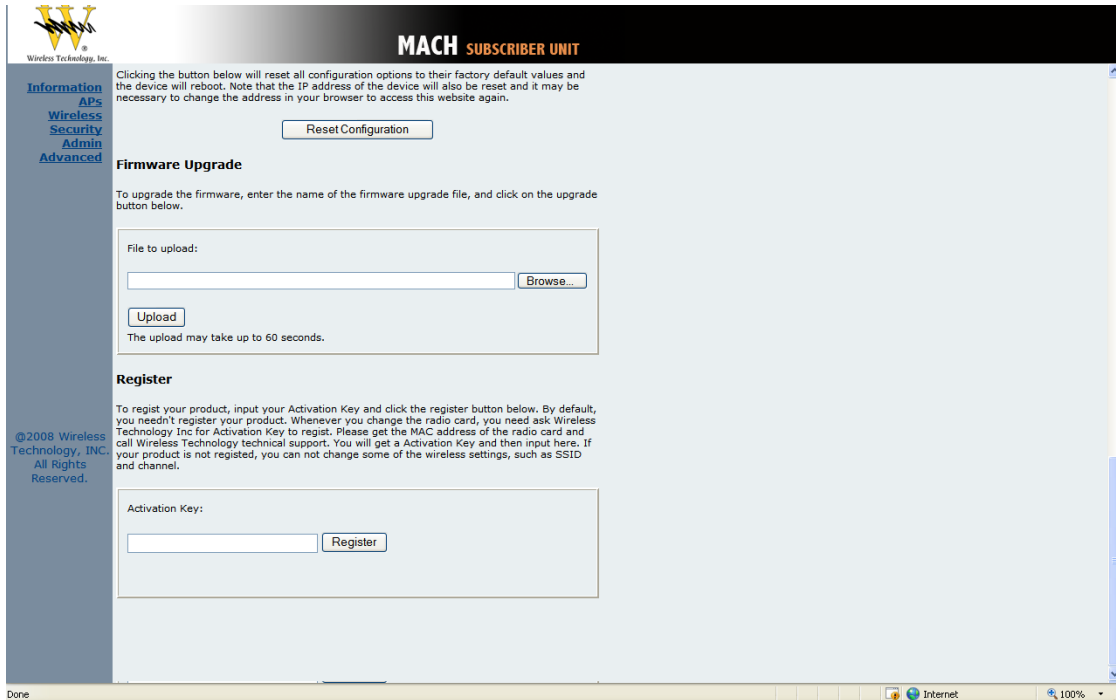 W
®
Wireless Technology, Inc.
MACH SUBSCRIBER UNIT
Information
APs
Wireless
Security
Admin
Advanced
@2008 Wireless
Technology, INC.
All Rights
Reserved.
Clicking the button below will reset all configuration options to their factory default values and
the device will reboot. Note that the IP address of the device will also be reset and it may be
necessary to change the address in your browser to access this website again.
Reset Configuration
Firmware Upgrade
To upgrade the firmware, enter the name of the firmware upgrade file, and click on the upgrade
button below.
File to upload:
Browse...
Upload
The upload may take up to 60 seconds.
Register
To regist your product, input your Activation Key and click the register button below. By default,
you needn't register your product. Whenever you change the radio card, you need ask Wireless
Technology Inc for Activation Key to regist. Please get the MAC address of the radio card and
call Wireless Technology technical support. You will get a Activation Key and then input here. If
your product is not registed, you can not change some of the wireless settings, such as SSID
and channel.
Activation Key:
Register
Done
Internet
100%